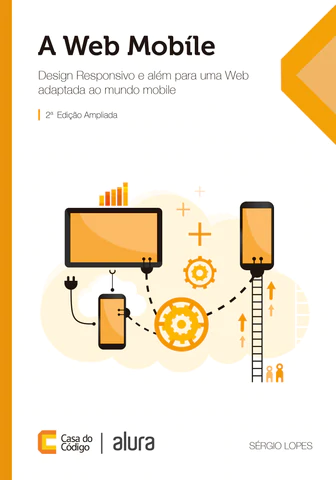 A Web Mobíle
Design Responsivo e além para uma Web
adaptada ao mundo mobile
2ª Edição Ampliada
Casa do
Código
alura
SÉRGIO LOPES